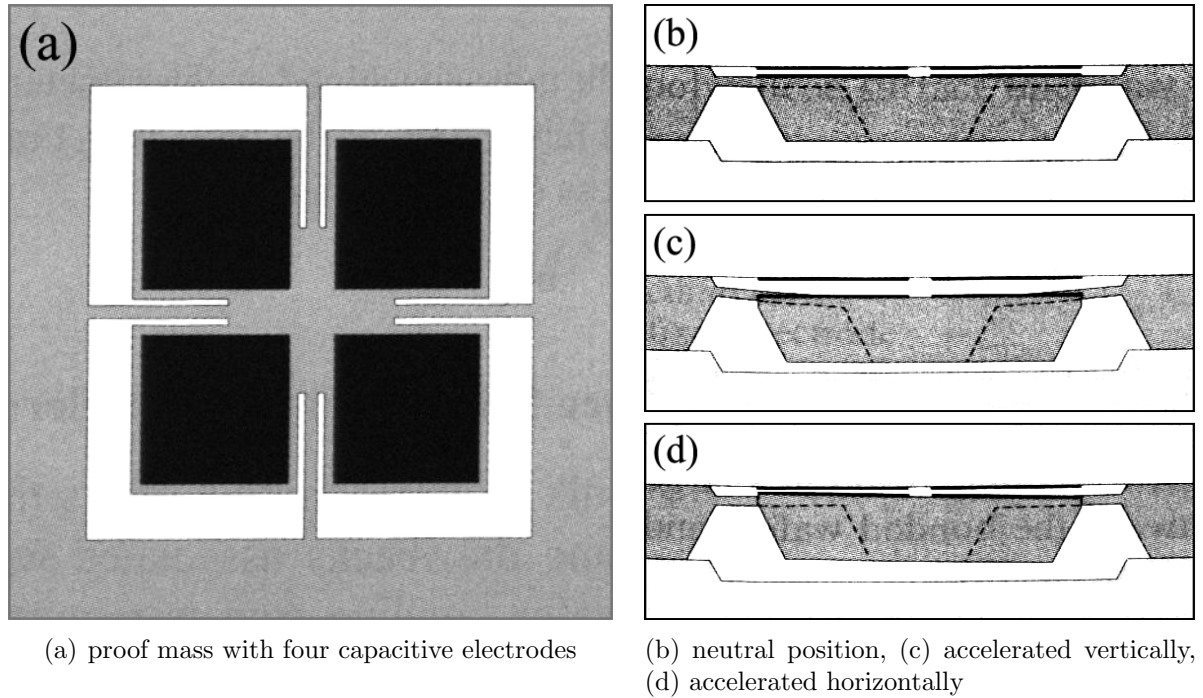 (a)
(b)
(c)
(d)
(a) proof mass with four capacitive electrodes
(b) neutral position, (c) accelerated vertically,
(d) accelerated horizontally